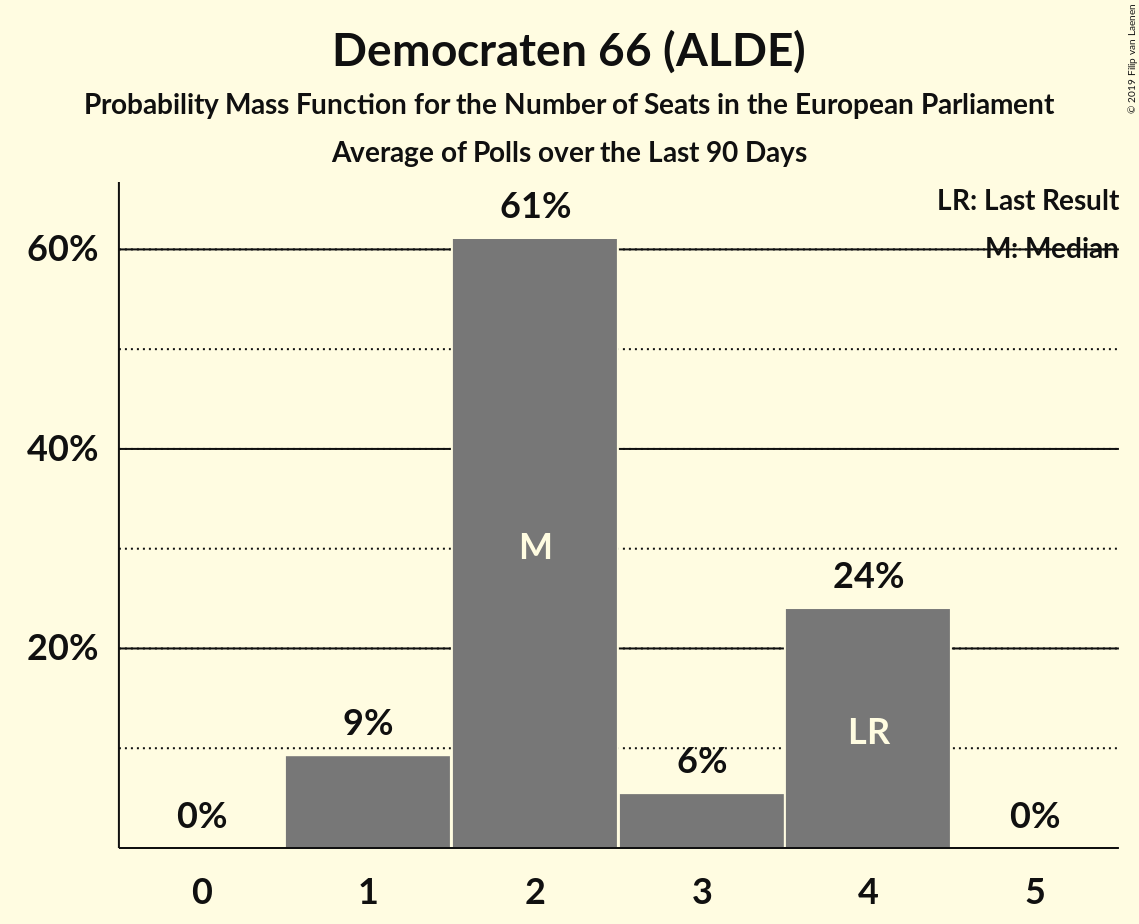 Democraten 66 (ALDE)
Probability Mass Function for the Number of Seats in the European Parliament
Average of Polls over the Last 90 Days
© 2019 Filip van Laenen
LR: Last Result
M: Median
60%
40%
20%
0%
9%
61%
6%
24%
0%
M
LR
0
1
2
3
4
5